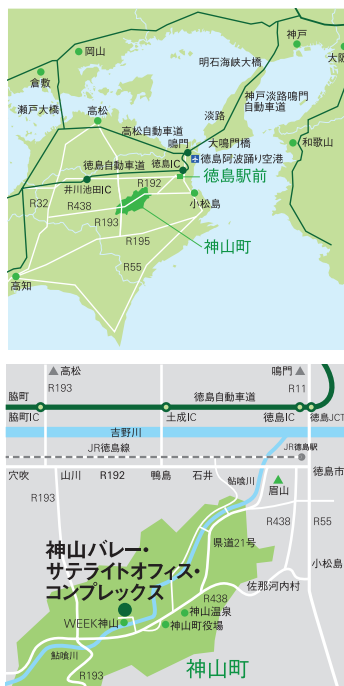 神戸
岡山
大阪
明石海峡大橋
倉敷
神戸淡路鳴門
自動車道
瀬戸大橋
高松
淡路
高松自動車道
鳴門
大鳴門橋
和歌山
徳島自動車道
徳島IC
徳島阿波踊り空港
徳島駅前
井川池田IC
R192
R32
R438
小松島
R193
神山町
R195
R55
高知
高松
鳴門
R193
R11
脇町
徳島自動車道
脇町IC
土成IC
徳島IC
徳島JCT
吉野川
JR徳島線
JR徳島駅
穴吹
山川
R192
鴨島
石井
鮎喰川
徳島市
R193
眉山
R438
R55
県道21号
神山バレー・
サテライトオフィス・
コンプレックス
小松島
佐那河内村
R438
神山温泉
WEEK神山
神山町役場
鮎喰川
神山町
R193